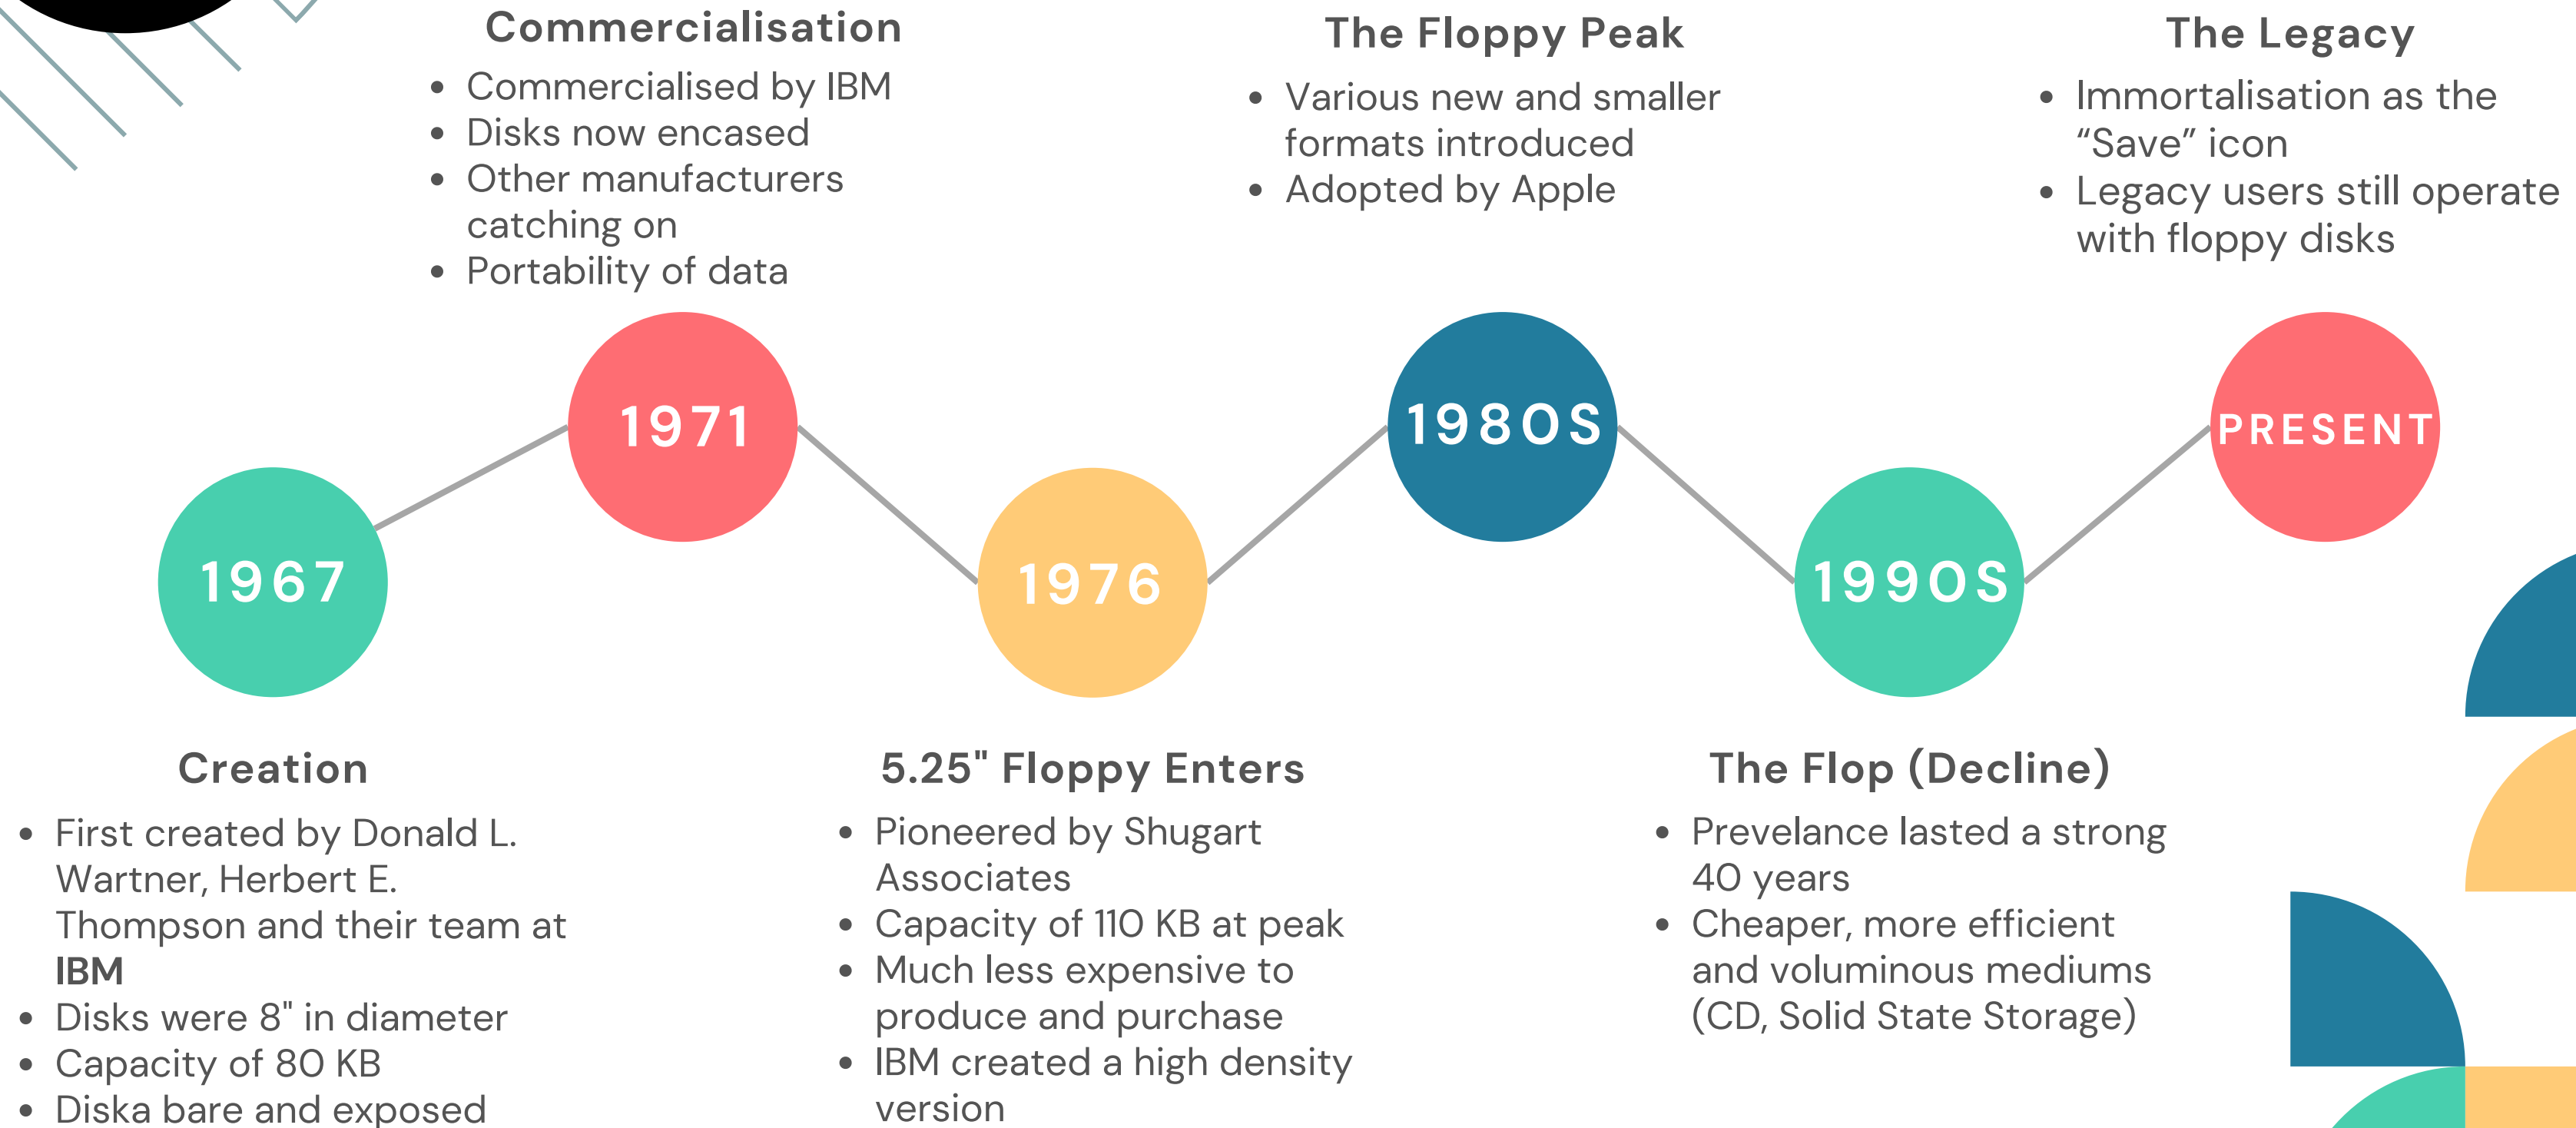 Commercialisation
• Commercialised by IBM
• Disks now encased
• Other manufacturers
catching on
• Portability of data
The Floppy Peak
• Various new and smaller
formats introduced
• Adopted by Apple
The Legacy
• Immortalisation as the
“Save” icon
• Legacy users still operate
with floppy disks
1967
1971
1976
1980S
1990S
PRESENT
Creation
• First created by Donald L.
Wartner, Herbert E.
Thompson and their team at
IBM
• Disks were 8" in diameter
• Capacity of 80 KB
• Diska bare and exposed
5.25" Floppy Enters
• Pioneered by Shugart
Associates
• Capacity of 110 KB at peak
• Much less expensive to
produce and purchase
• IBM created a high density
version
The Flop (Decline)
• Prevelance lasted a strong
40 years
• Cheaper, more efficient
and voluminous mediums
(CD, Solid State Storage)